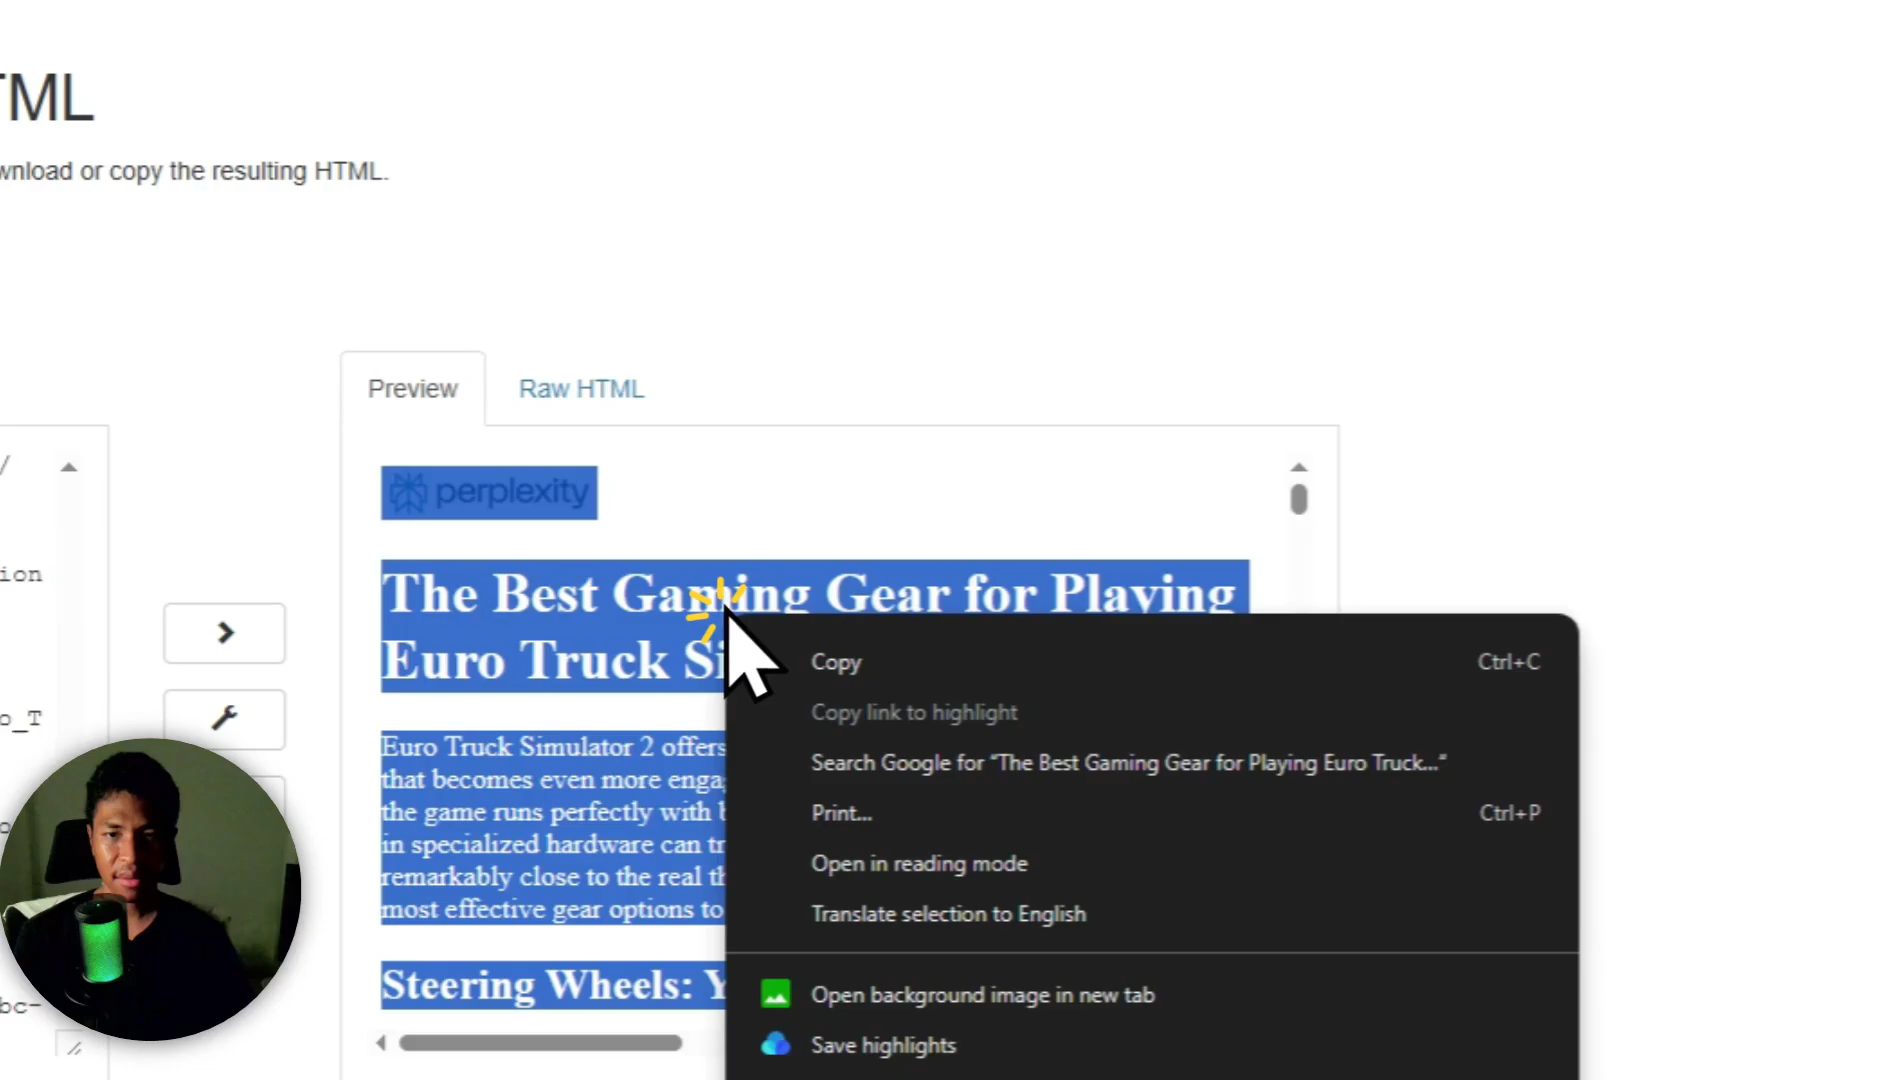 TML
wnload or copy the resulting HTML.
Preview
Raw HTML
/
ion
o_T
bc-
perplexity
The Best Gaming Gear for Playing
Euro Truck Si
Euro Truck Simulator 2 offers
that becomes even more enga
the game runs perfectly with
in specialized hardware can tr
remarkably close to the real th
most effective gear options to
Steering Wheels: Y
Copy Ctrl+C
Copy link to highlight
Search Google for “The Best Gaming Gear for Playing Euro Truck...”
Print... Ctrl+P
Open in reading mode
Translate selection to English
Open background image in new tab
Save highlights